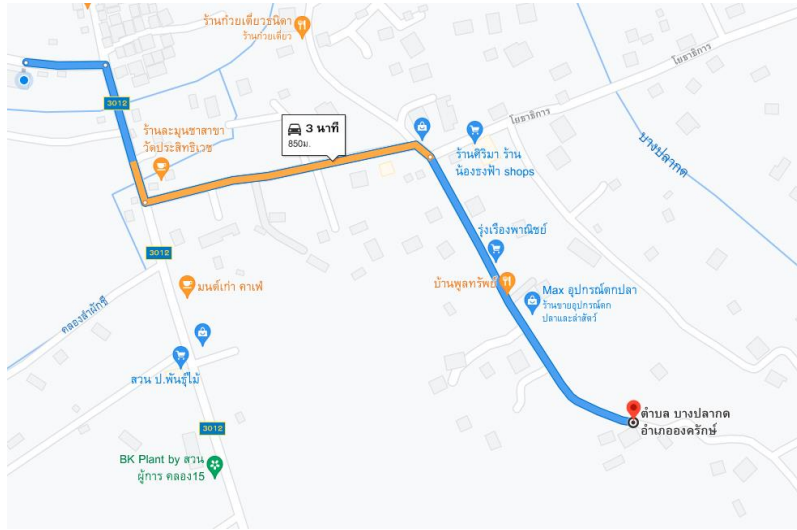 ร้านก๋วยเตี๋ยวชนิดา
ร้านก๋วยเตี๋ยว
โยธาธิการ
3012
ร้านละมุนชาสาขา
วัดประสิทธิเวช
3 นาที
850ม.
โยธาธิการ
ร้านศิริมา ร้าน
น้องธงฟ้า shops
บางปลากด
รุ่งเรืองพาณิชย์
3012
มนต์เก่า คาเฟ่
บ้านพูลทรัพย์
Max อุปกรณ์ตกปลา
ร้านขายอุปกรณ์ตก
ปลาและล่าสัตว์
คลองลำผักชี
สวน ป.พันธุ์ไม้
ตำบล บางปลากด
อำเภอองครักษ์
3012
BK Plant by สวน
ผู้การ คลอง15